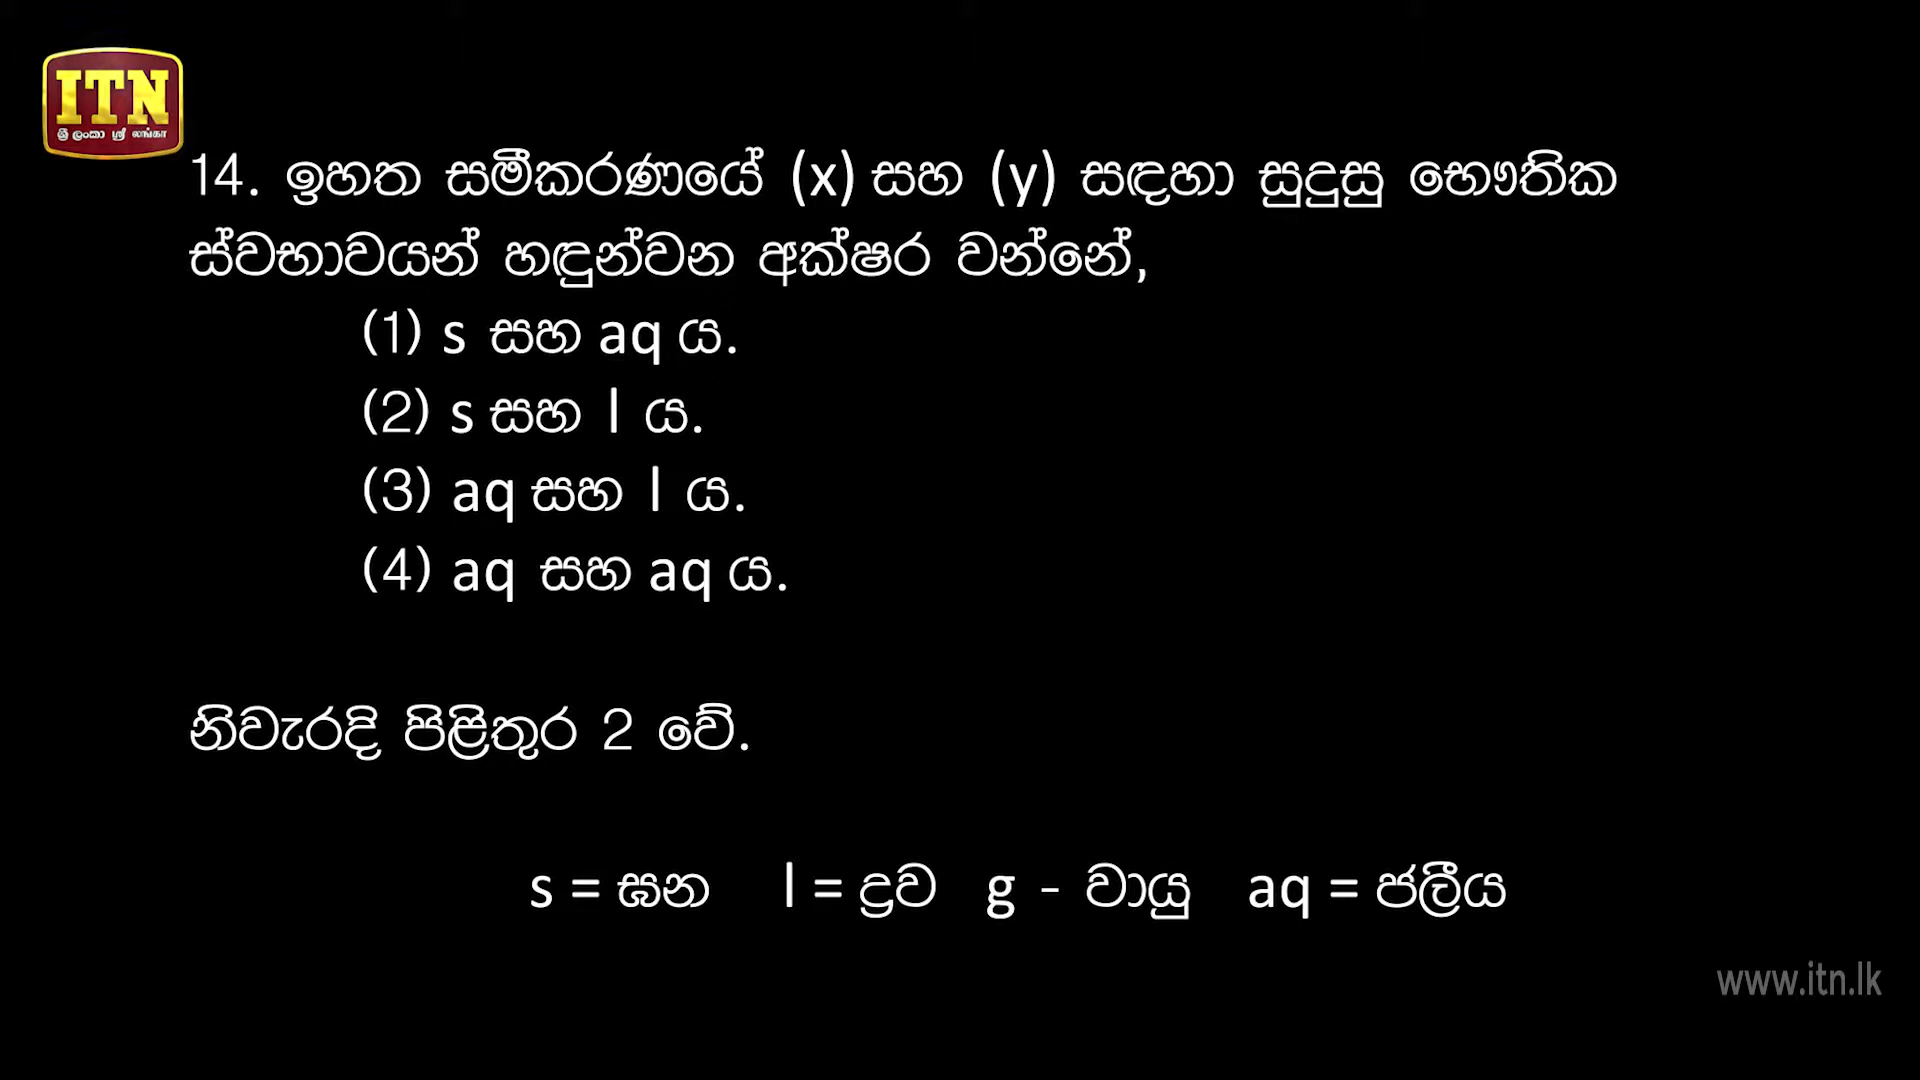 ITN
ශ්‍රී ලංකා ஸ்ரீ லங்கா
14. ඉහත සමීකරණයේ (x) සහ (y) සඳහා සුදුසු භෞතික
ස්වභාවයන් හඳුන්වන අක්ෂර වන්නේ,
(1) s සහ aq ය.
(2) s සහ l ය.
(3) aq සහ l ය.
(4) aq සහ aq ය.
නිවැරදි පිළිතුර 2 වේ.
s = ඝන l = ද්‍රව g - වායු aq = ජලීය
www.itn.lk